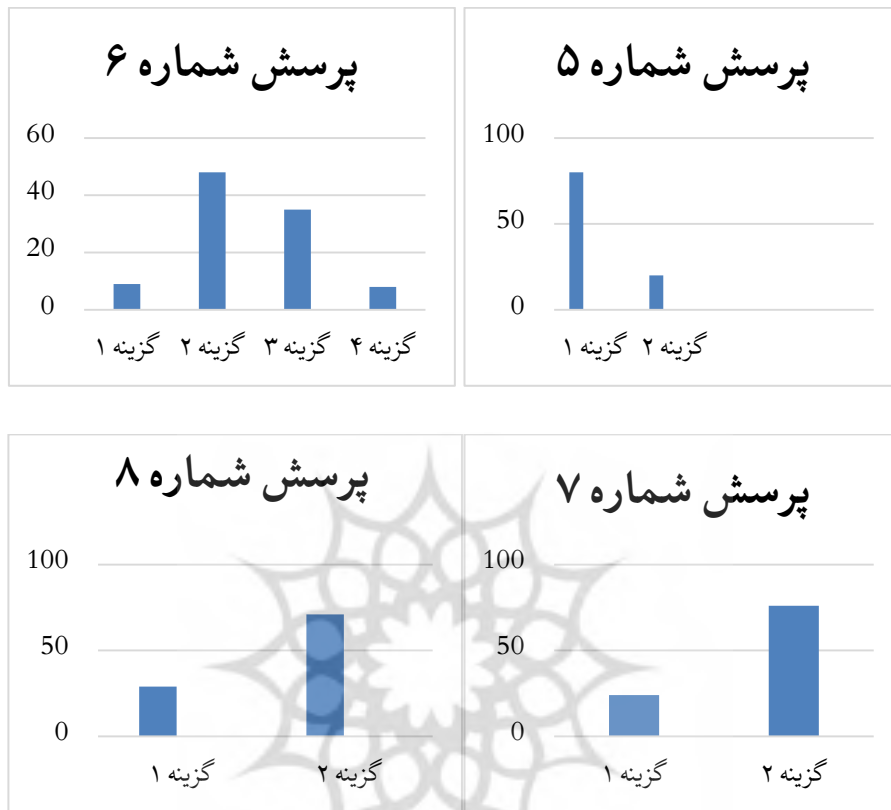 پرسش شماره ۵
100
50
0
گزینه ۱ گزینه ۲
پرسش شماره ۶
60
40
20
0
گزینه ۱ گزینه ۲ گزینه ۳ گزینه ۴
پرسش شماره ۷
100
50
0
گزینه ۱ گزینه ۲
پرسش شماره ۸
100
50
0
گزینه ۱ گزینه ۲